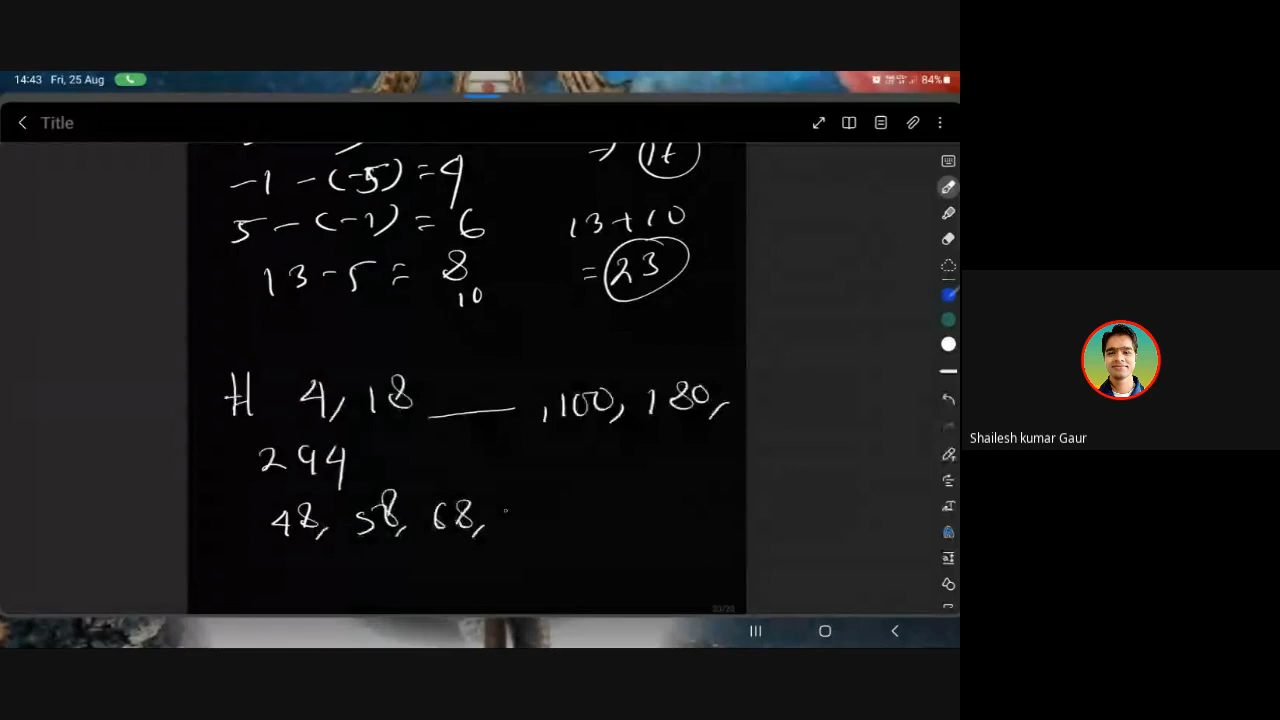 14:43 Fri, 25 Aug
84%
Title
→ 17
-1 - (-5) = 4
5 - (-1) = 6
13 + 10
13 - 5 = 8
= 23
10
# 4, 18 ____ , 100, 180,
294
48, 58, 68,
Shailesh kumar Gaur